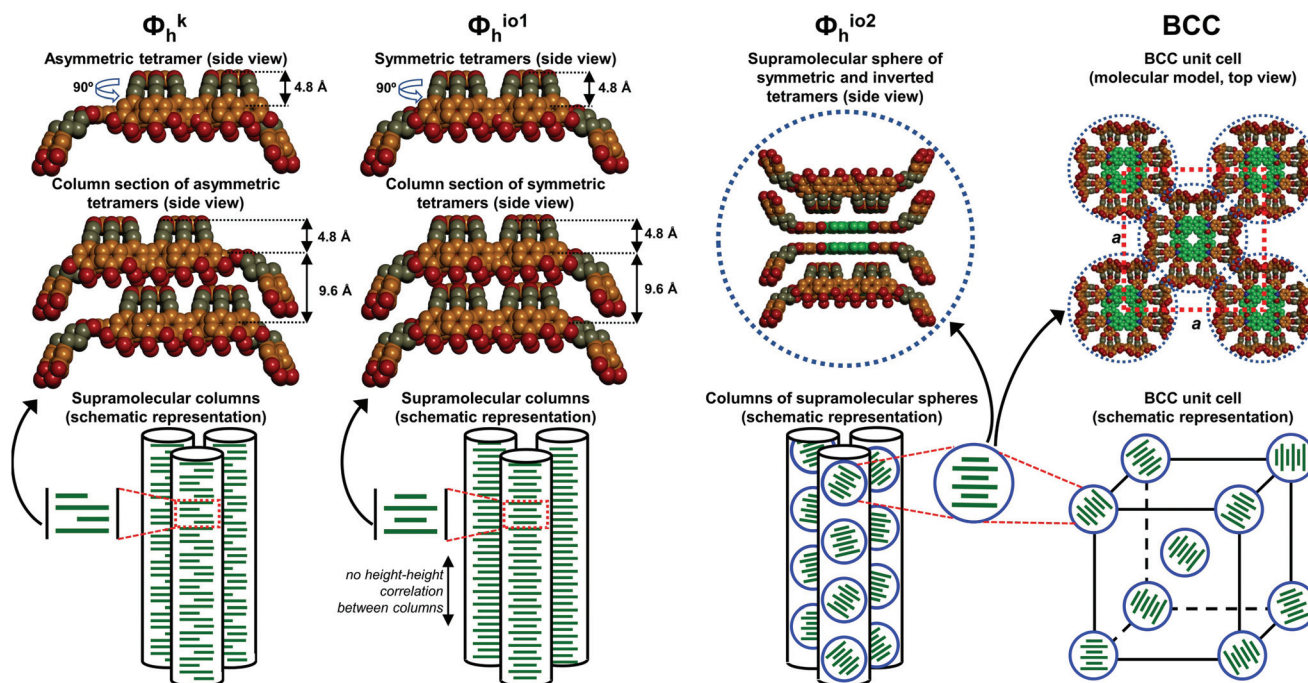 Φhᵏ
Asymmetric tetramer (side view)
90º
4.8 Å
Column section of asymmetric
tetramers (side view)
4.8 Å
9.6 Å
Supramolecular columns
(schematic representation)
Φhⁱᵒ¹
Symmetric tetramers (side view)
90º
4.8 Å
Column section of symmetric
tetramers (side view)
4.8 Å
9.6 Å
Supramolecular columns
(schematic representation)
no height-height
correlation
between columns
Φhⁱᵒ²
Supramolecular sphere of
symmetric and inverted
tetramers (side view)
Columns of supramolecular spheres
(schematic representation)
BCC
BCC unit cell
(molecular model, top view)
a
a
BCC unit cell
(schematic representation)